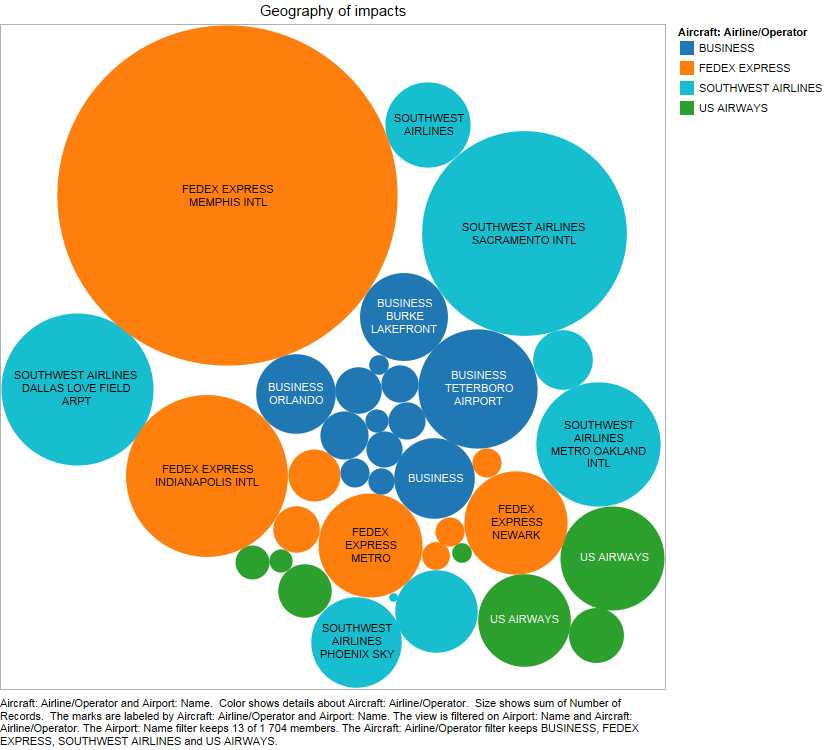 Geography of impacts
Aircraft: Airline/Operator
BUSINESS
FEDEX EXPRESS
SOUTHWEST AIRLINES
US AIRWAYS
SOUTHWEST
AIRLINES
FEDEX EXPRESS
MEMPHIS INTL
SOUTHWEST AIRLINES
SACRAMENTO INTL
BUSINESS
BURKE
LAKEFRONT
SOUTHWEST AIRLINES
DALLAS LOVE FIELD
ARPT
BUSINESS
ORLANDO
BUSINESS
TETERBORO
AIRPORT
SOUTHWEST
AIRLINES
METRO OAKLAND
INTL
FEDEX EXPRESS
INDIANAPOLIS INTL
BUSINESS
FEDEX
EXPRESS
NEWARK
FEDEX
EXPRESS
METRO
US AIRWAYS
US AIRWAYS
SOUTHWEST
AIRLINES
PHOENIX SKY
Aircraft: Airline/Operator and Airport: Name.  Color shows details about Aircraft: Airline/Operator.  Size shows sum of Number of
Records.  The marks are labeled by Aircraft: Airline/Operator and Airport: Name. The view is filtered on Airport: Name and Aircraft:
Airline/Operator. The Airport: Name filter keeps 13 of 1 704 members. The Aircraft: Airline/Operator filter keeps BUSINESS, FEDEX
EXPRESS, SOUTHWEST AIRLINES and US AIRWAYS.